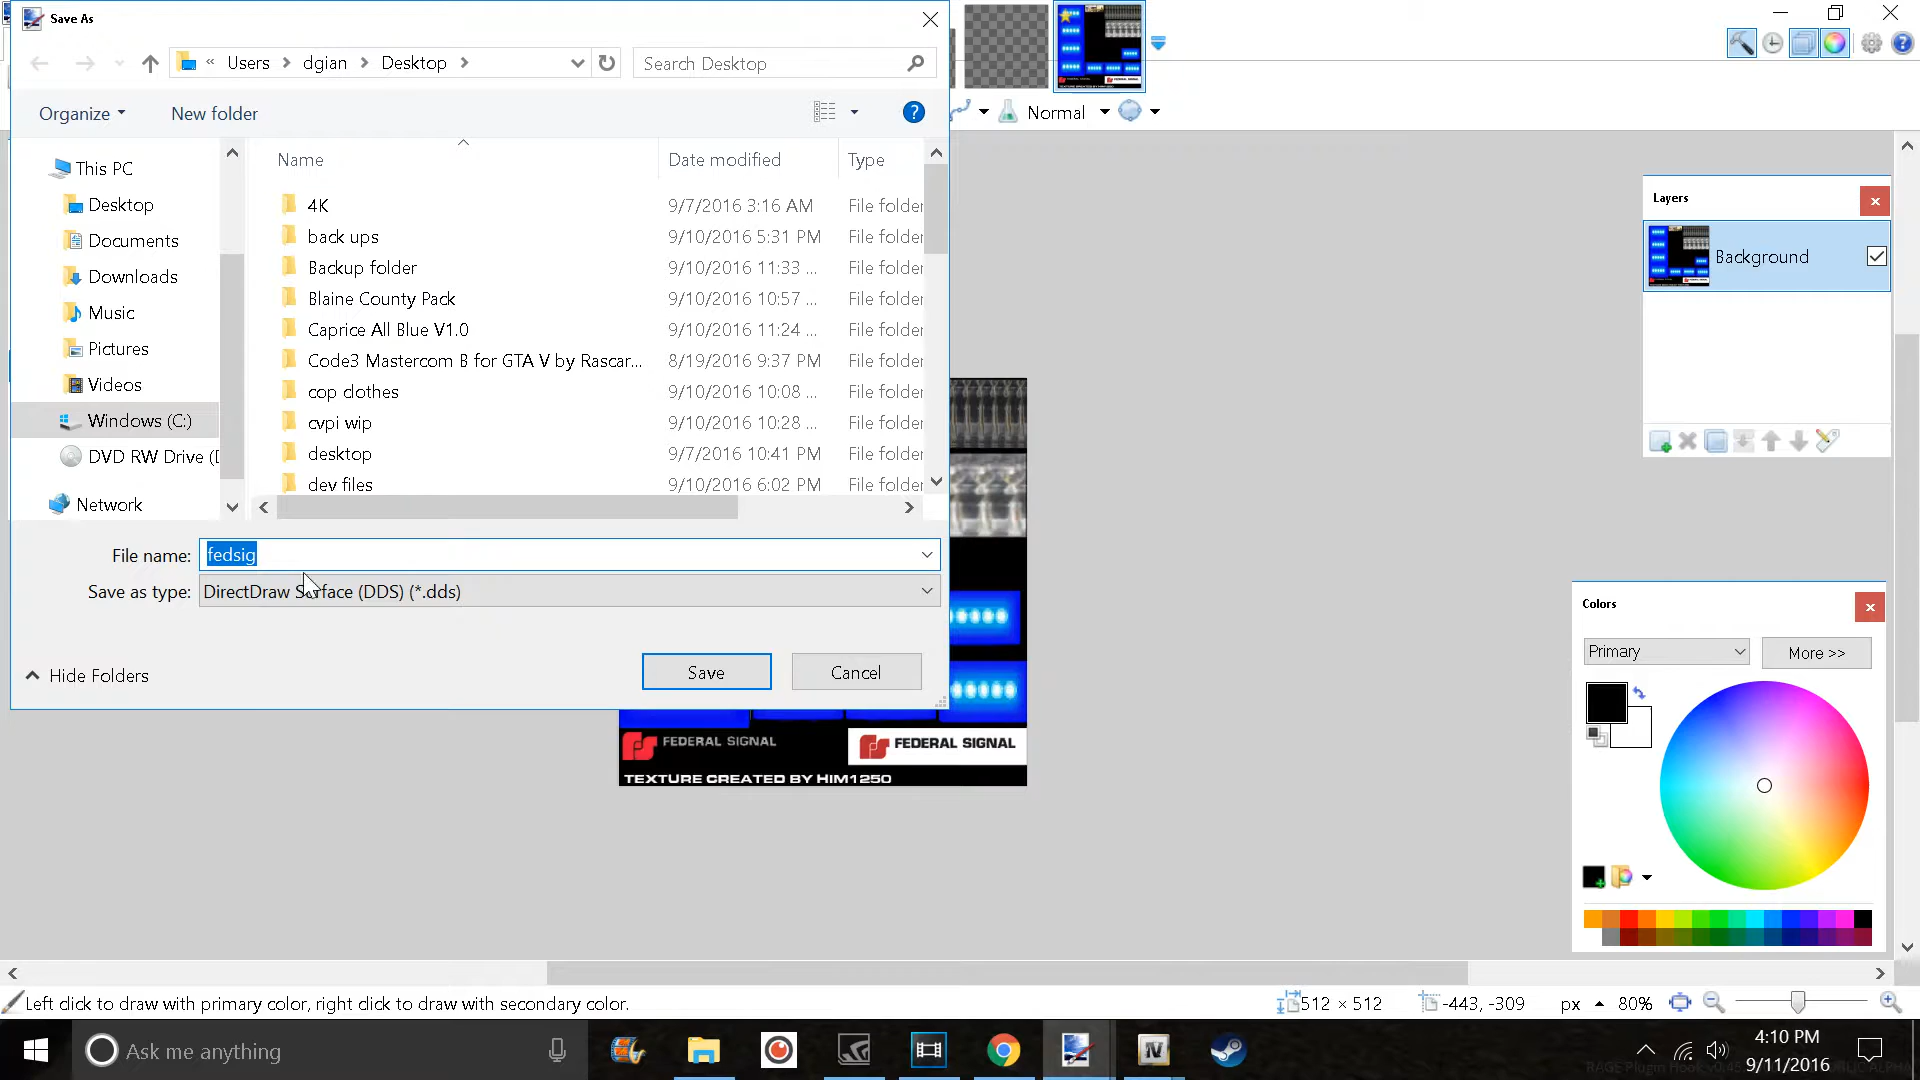 Save As
« Users > dgian > Desktop >
Search Desktop
Organize
New folder
Normal
Name
Date modified
Type
This PC
Desktop
Documents
Downloads
Music
Pictures
Videos
Windows (C:)
DVD RW Drive (
Network
4K 9/7/2016 3:16 AM File folder
back ups 9/10/2016 5:31 PM File folder
Backup folder 9/10/2016 11:33 ... File folder
Blaine County Pack 9/10/2016 10:57 ... File folder
Caprice All Blue V1.0 9/10/2016 11:24 ... File folder
Code3 Mastercom B for GTA V by Rascar... 8/19/2016 9:37 PM File folder
cop clothes 9/10/2016 10:08 ... File folder
cvpi wip 9/10/2016 10:28 ... File folder
desktop 9/7/2016 10:41 PM File folder
dev files 9/10/2016 6:02 PM File folder
File name: fedsig
Save as type: DirectDraw Surface (DDS) (*.dds)
Hide Folders
Save
Cancel
Layers
Background
FEDERAL SIGNAL
FEDERAL SIGNAL
TEXTURE CREATED BY HIM1250
Colors
Primary
More >>
Left click to draw with primary color, right click to draw with secondary color.
512 × 512
-443, -309
px
80%
Ask me anything
4:10 PM
9/11/2016